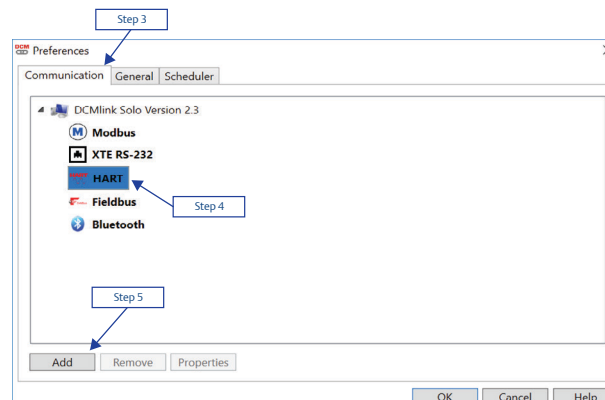 Step 3
DCM
Preferences
Communication General Scheduler
DCMlink Solo Version 2.3
M Modbus
XTE RS-232
HART
Fieldbus
Step 4
Bluetooth
Step 5
Add Remove Properties
OK Cancel Help